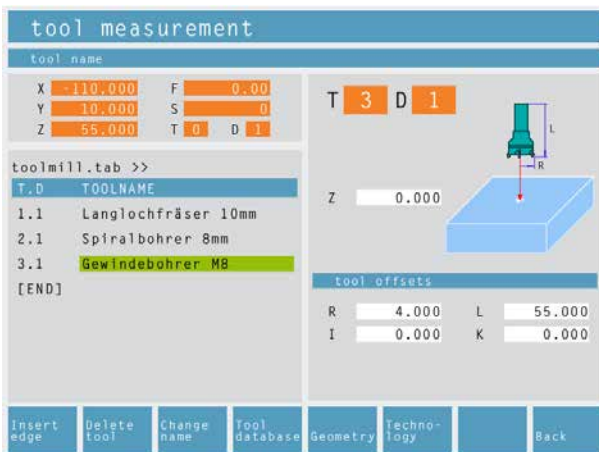 tool measurement
tool name
X -110.000 F 0.00
Y 10.000 S 0
Z 55.000 T 0 D 1
toolmill.tab >>
T.D TOOLNAME
1.1 Langlochfräser 10mm
2.1 Spiralbohrer 8mm
3.1 Gewindebohrer M8
[END]
T 3 D 1
L
R
Z 0.000
tool offsets
R 4.000 L 55.000
I 0.000 K 0.000
Insert edge
Delete tool
Change name
Tool database
Geometry
Techno-logy
Back